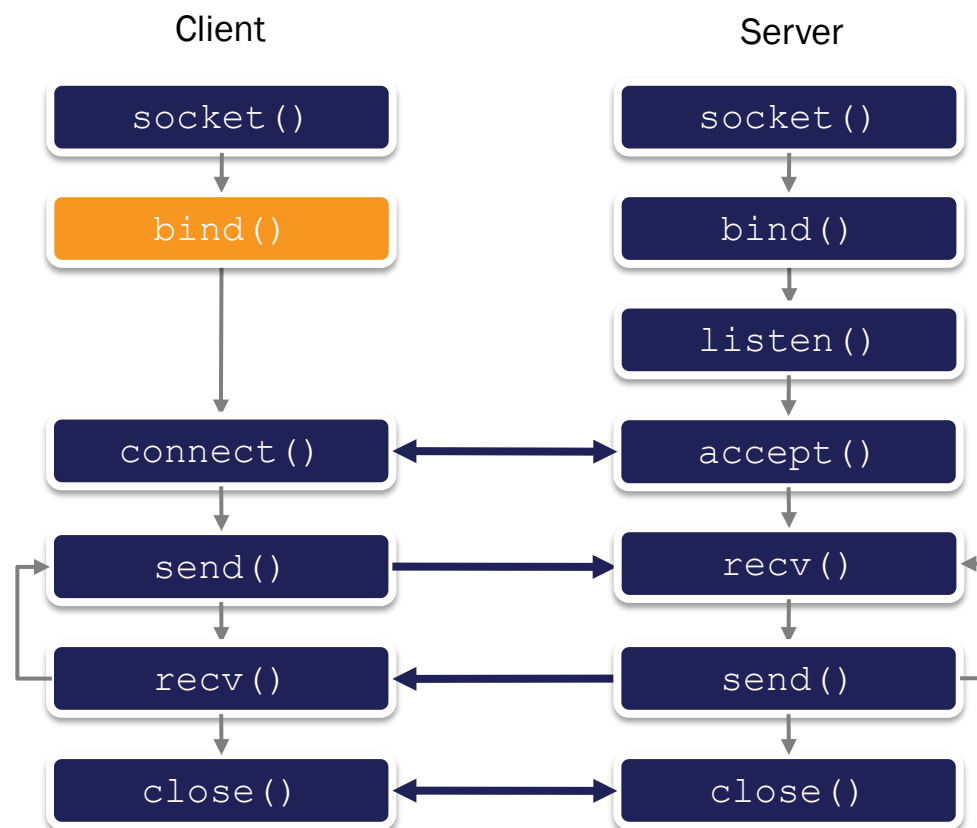 Client
Server
socket()
socket()
bind()
bind()
listen()
connect()
accept()
send()
recv()
recv()
send()
close()
close()